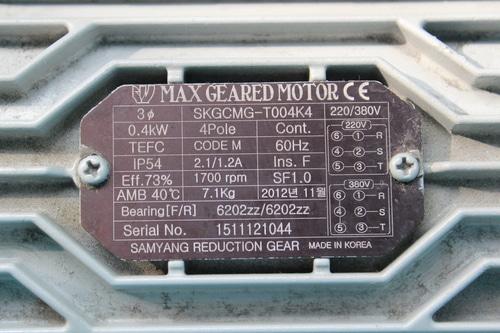 MAX GEARED MOTOR CE
3ϕ SKGCMG-T004K4 220/380V
0.4kW 4Pole Cont. 220V
TEFC CODE M 60Hz ⑥ ① R
IP54 2.1/1.2A Ins. F ④ ② S
Eff.73% 1700 rpm SF1.0 ⑤ ③ T
AMB 40℃ 7.1Kg 2012년 11월 380V
Bearing[F/R] 6202zz/6202zz ⑥ ① R
④ ② S
Serial No. 1511121044 ⑤ ③ T
SAMYANG REDUCTION GEAR MADE IN KOREA